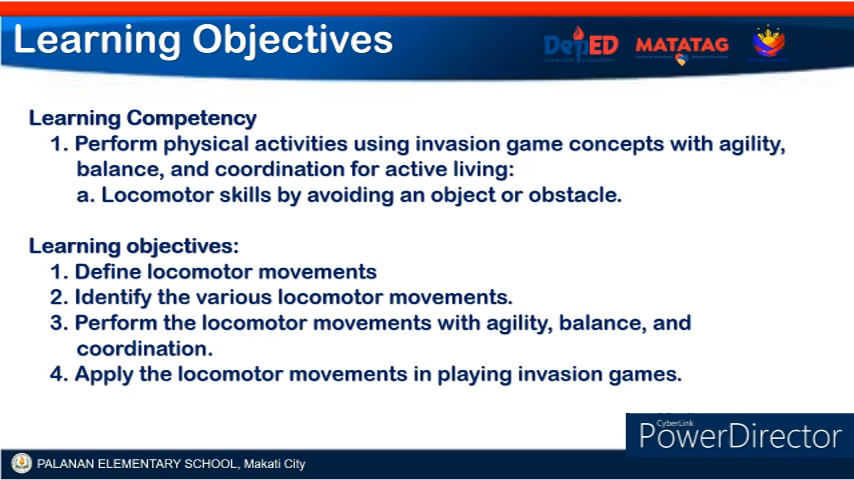 Learning Objectives
DepED
MATATAG
Learning Competency
1. Perform physical activities using invasion game concepts with agility,
balance, and coordination for active living:
a. Locomotor skills by avoiding an object or obstacle.
Learning objectives:
1. Define locomotor movements
2. Identify the various locomotor movements.
3. Perform the locomotor movements with agility, balance, and
coordination.
4. Apply the locomotor movements in playing invasion games.
CyberLink
PowerDirector
PALANAN ELEMENTARY SCHOOL, Makati City